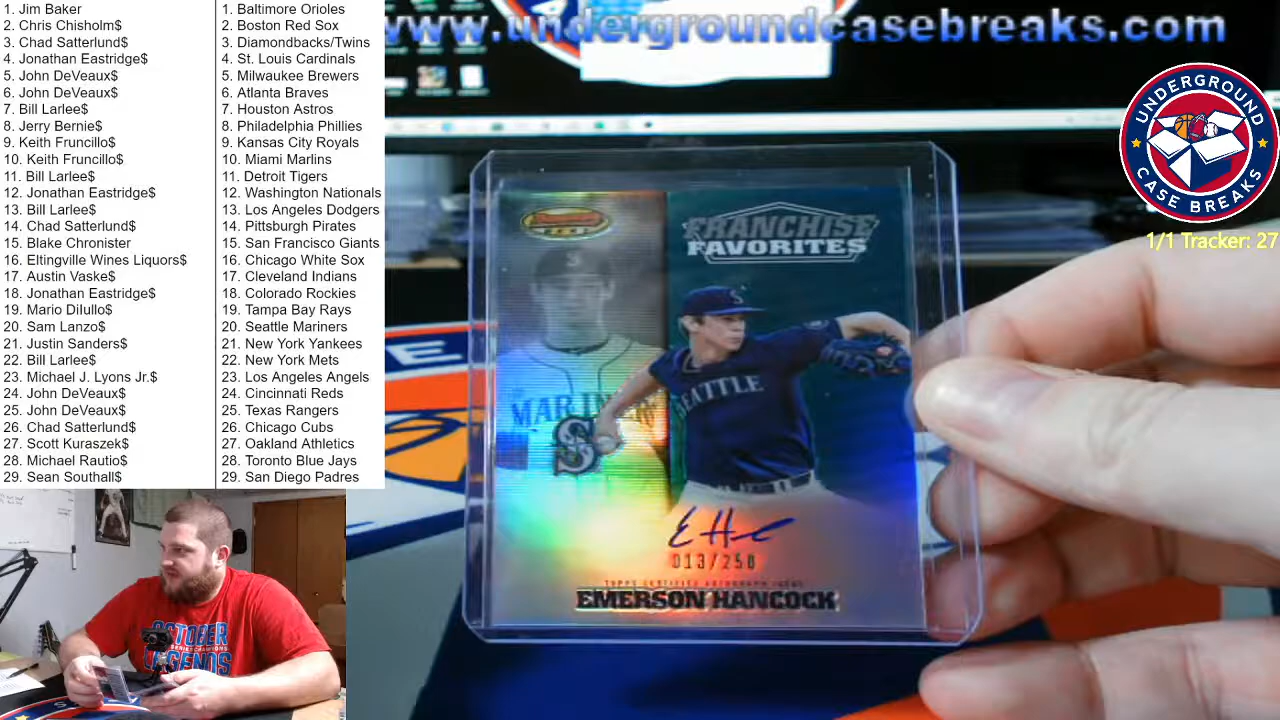 1. Jim Baker
2. Chris Chisholm$
3. Chad Satterlund$
4. Jonathan Eastridge$
5. John DeVeaux$
6. John DeVeaux$
7. Bill Larlee$
8. Jerry Bernie$
9. Keith Fruncillo$
10. Keith Fruncillo$
11. Bill Larlee$
12. Jonathan Eastridge$
13. Bill Larlee$
14. Chad Satterlund$
15. Blake Chronister
16. Eltingville Wines Liquors$
17. Austin Vaske$
18. Jonathan Eastridge$
19. Mario DiIullo$
20. Sam Lanzo$
21. Justin Sanders$
22. Bill Larlee$
23. Michael J. Lyons Jr.$
24. John DeVeaux$
25. John DeVeaux$
26. Chad Satterlund$
27. Scott Kuraszek$
28. Michael Rautio$
29. Sean Southall$
1. Baltimore Orioles
2. Boston Red Sox
3. Diamondbacks/Twins
4. St. Louis Cardinals
5. Milwaukee Brewers
6. Atlanta Braves
7. Houston Astros
8. Philadelphia Phillies
9. Kansas City Royals
10. Miami Marlins
11. Detroit Tigers
12. Washington Nationals
13. Los Angeles Dodgers
14. Pittsburgh Pirates
15. San Francisco Giants
16. Chicago White Sox
17. Cleveland Indians
18. Colorado Rockies
19. Tampa Bay Rays
20. Seattle Mariners
21. New York Yankees
22. New York Mets
23. Los Angeles Angels
24. Cincinnati Reds
25. Texas Rangers
26. Chicago Cubs
27. Oakland Athletics
28. Toronto Blue Jays
29. San Diego Padres
www.undergroundcasebreaks.com
UNDERGROUND
CASE BREAKS
1/1 Tracker: 27
FRANCHISE
FAVORITES
S
SEATTLE
S
013/250
TOPPS CERTIFIED AUTOGRAPH ISSUE
EMERSON HANCOCK
OCTOBER
LEGENDS